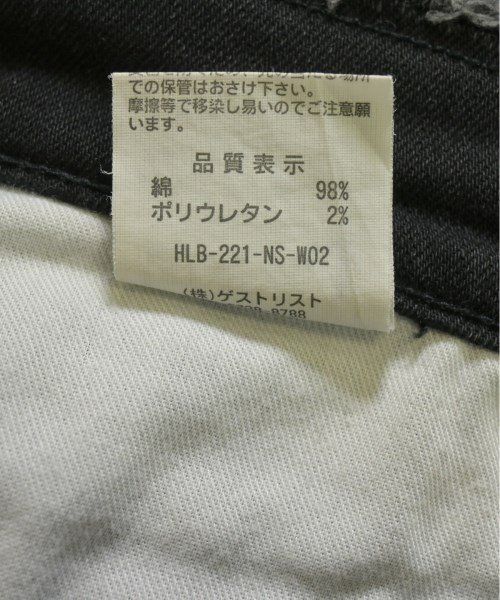 での保管はおさけ下さい。
摩擦等で移染し易いのでご注意願
います。
品質表示
綿 98%
ポリウレタン 2%
HLB-221-NS-W02
(株)ゲストリスト